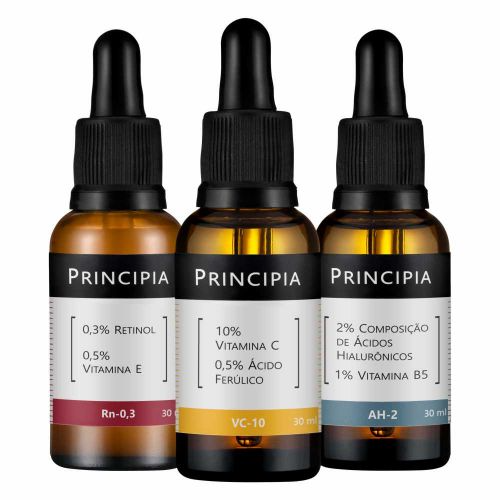 PRINCIPIA
0,3% RETINOL
0,5%
VITAMINA E
Rn-0,3
30
PRINCIPIA
10%
VITAMINA C
0,5% ÁCIDO
FERÚLICO
VC-10
30 ml
PRINCIPIA
2% COMPOSIÇÃO
DE ÁCIDOS
HIALURÔNICOS
1% VITAMINA B5
AH-2
30 ml